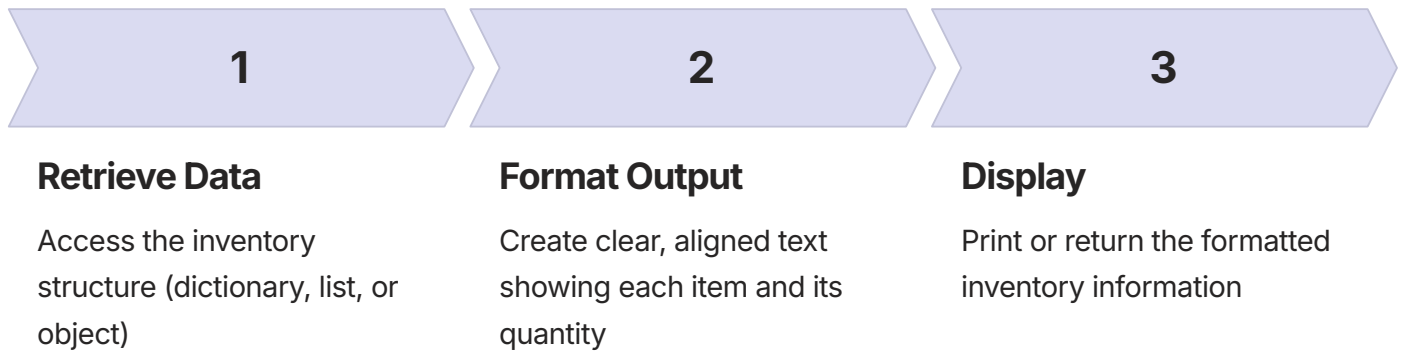 1
2
3
Retrieve Data
Access the inventory
structure (dictionary, list, or
object)
Format Output
Create clear, aligned text
showing each item and its
quantity
Display
Print or return the formatted
inventory information